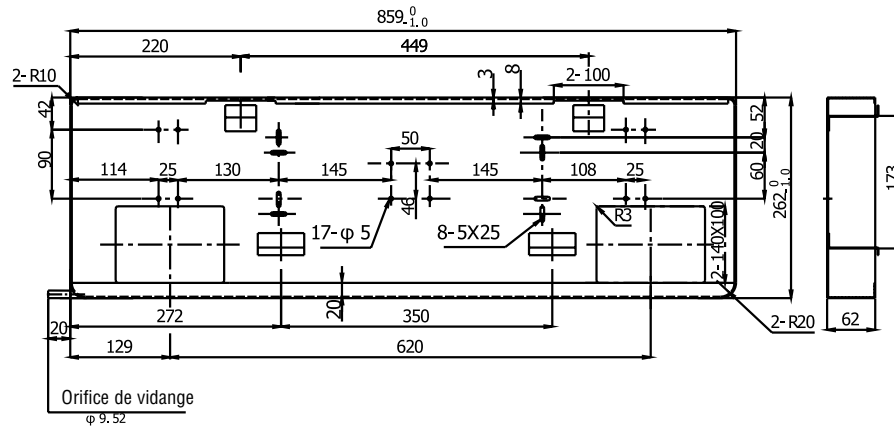 859 0 -1.0
220
449
2-R10
3
8
2-100
42
52
50
20
90
114
25
130
145
145
108
25
60
46
262 0 -1.0
173
17-φ 5
8-5X25
R3
2-140X100
20
272
350
20
2-R20
62
129
620
Orifice de vidange
φ 9.52